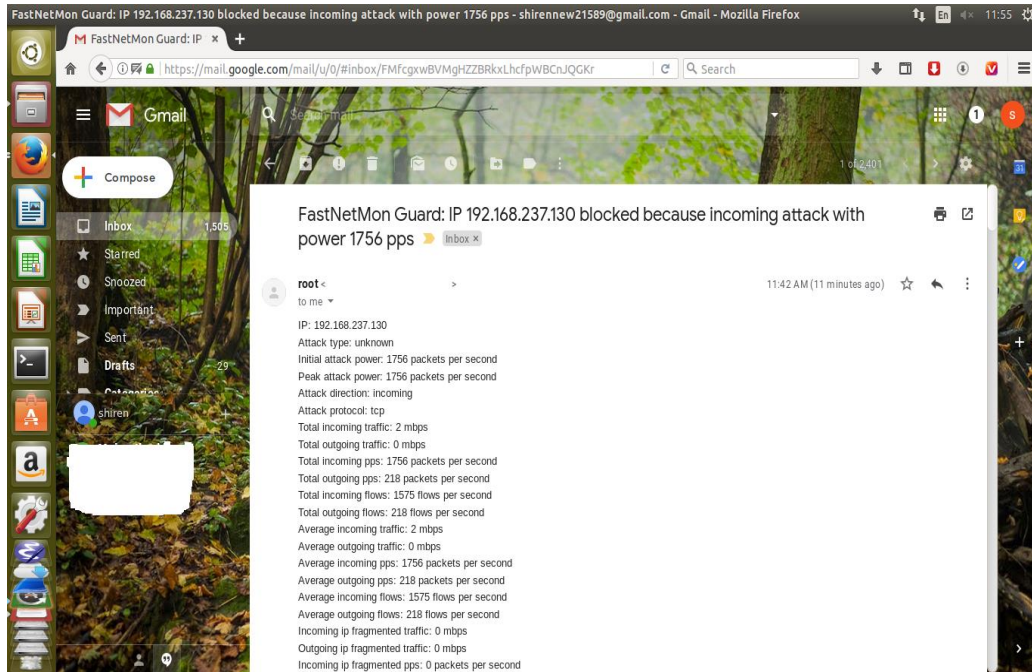 FastNetMon Guard: IP 192.168.237.130 blocked because incoming attack with power 1756 pps - shirennew21589@gmail.com - Gmail - Mozilla Firefox
En
11:55
M FastNetMon Guard: IP × +
https://mail.google.com/mail/u/0/#inbox/FMfcgxwBVMgHZZBRkxLhcfpWBCnJQGKr
Search
Gmail
Search mail
1
s
Compose
1 of 2,401
Inbox 1,505
Starred
Snoozed
Important
Sent
Drafts 29
Categories
shiren
FastNetMon Guard: IP 192.168.237.130 blocked because incoming attack with
power 1756 pps
Inbox ×
root < >
11:42 AM (11 minutes ago)
to me
IP: 192.168.237.130
Attack type: unknown
Initial attack power: 1756 packets per second
Peak attack power: 1756 packets per second
Attack direction: incoming
Attack protocol: tcp
Total incoming traffic: 2 mbps
Total outgoing traffic: 0 mbps
Total incoming pps: 1756 packets per second
Total outgoing pps: 218 packets per second
Total incoming flows: 1575 flows per second
Total outgoing flows: 218 flows per second
Average incoming traffic: 2 mbps
Average outgoing traffic: 0 mbps
Average incoming pps: 1756 packets per second
Average outgoing pps: 218 packets per second
Average incoming flows: 1575 flows per second
Average outgoing flows: 218 flows per second
Incoming ip fragmented traffic: 0 mbps
Outgoing ip fragmented traffic: 0 mbps
Incoming ip fragmented pps: 0 packets per second